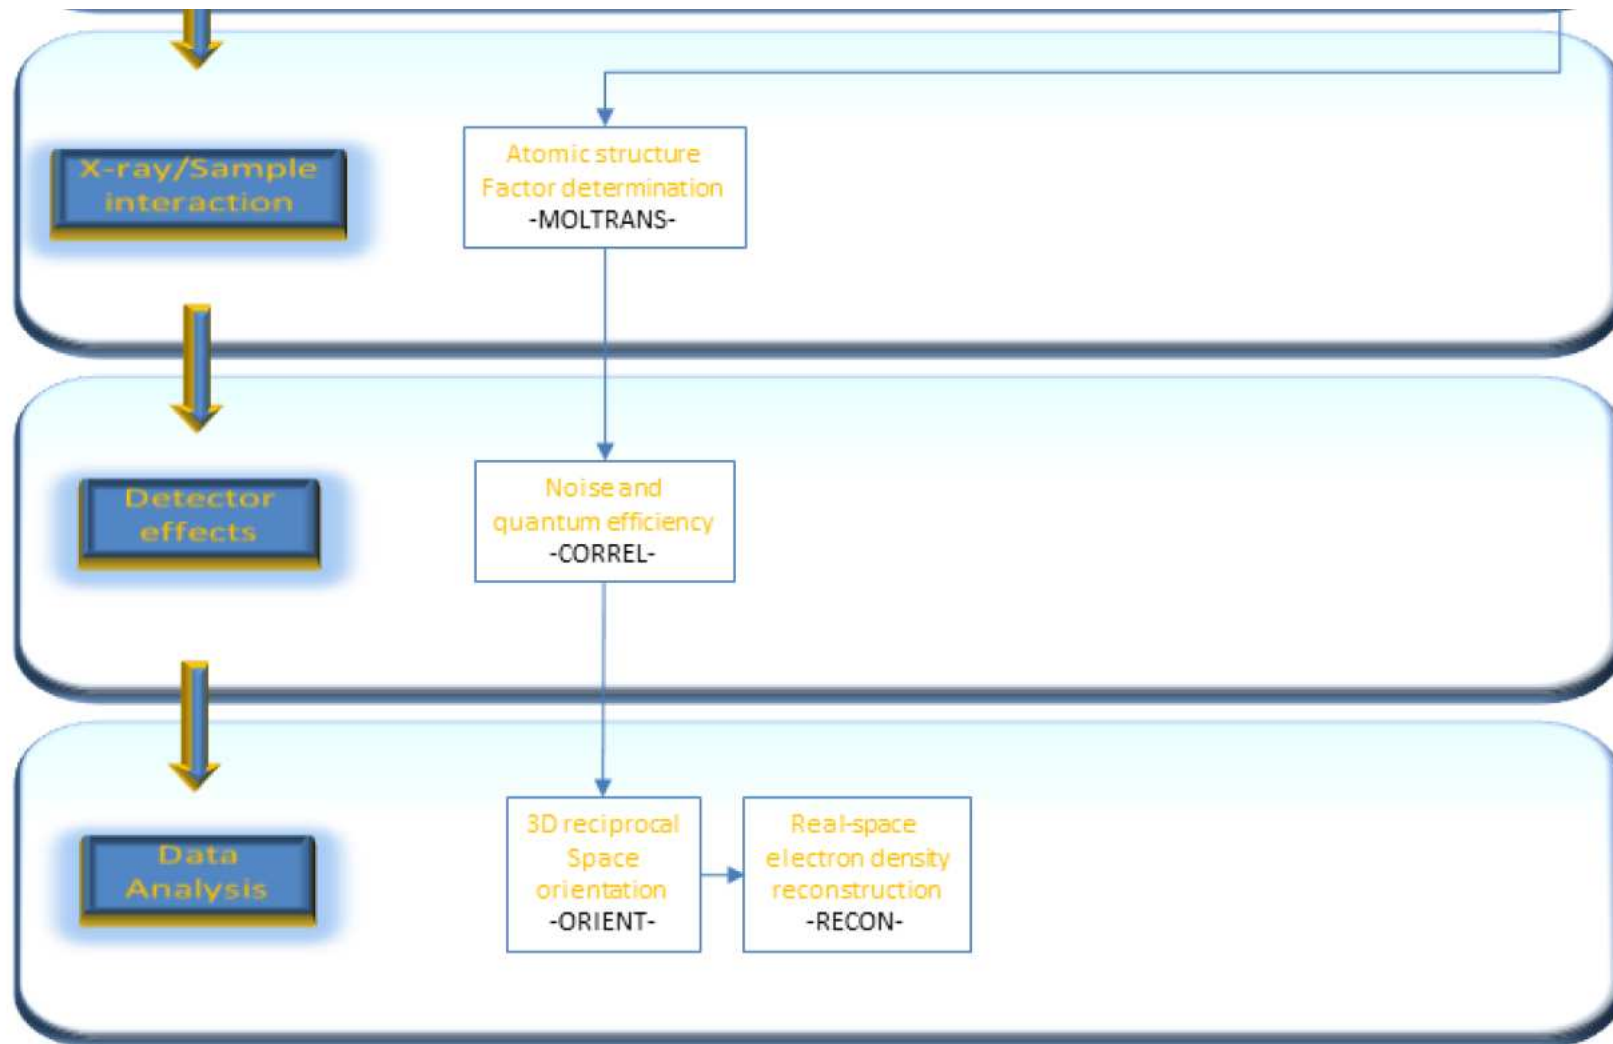 X-ray/Sample
interaction
Atomic structure
Factor determination
-MOLTRANS-
Detector
effects
Noise and
quantum efficiency
-CORREL-
Data
Analysis
3D reciprocal
Space
orientation
-ORIENT-
Real-space
electron density
reconstruction
-RECON-